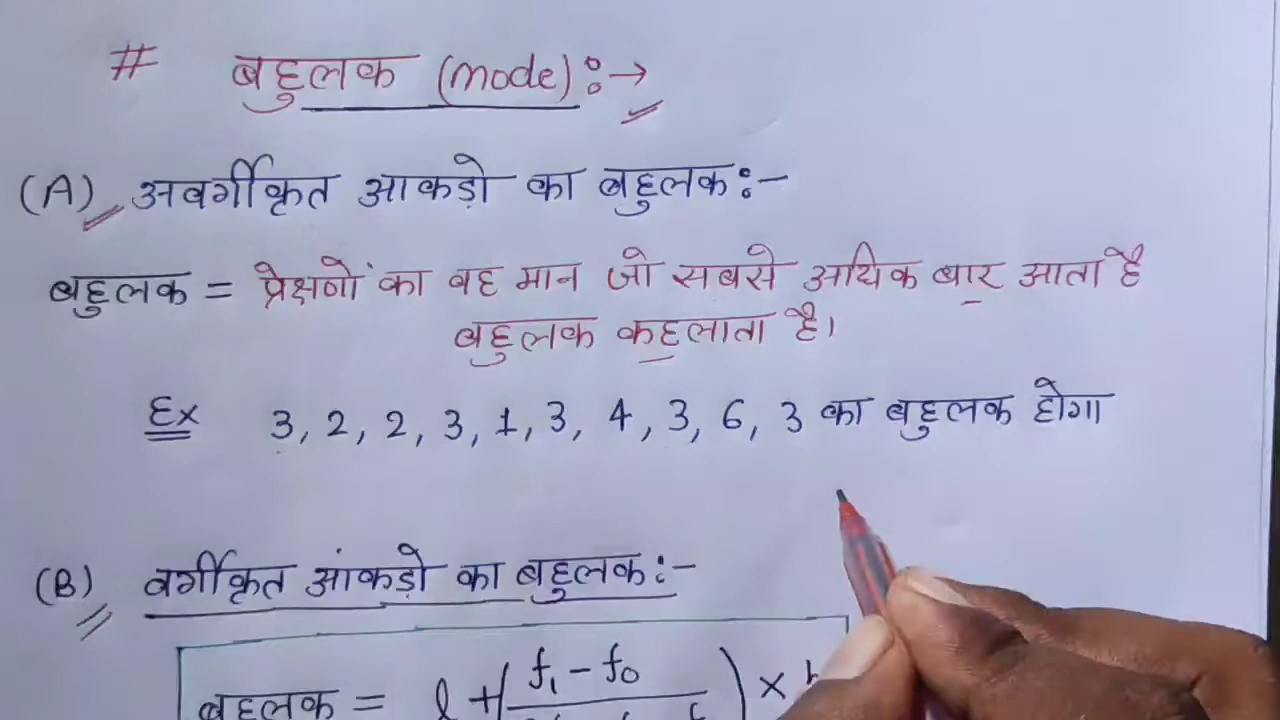 # बहुलक (mode) :→
(A) अवर्गीकृत आकड़ो का बहुलक :-
बहुलक = प्रेक्षणों का वह मान जो सबसे अधिक बार आता है
बहुलक कहलाता है।
Ex 3, 2, 2, 3, 1, 3, 4, 3, 6, 3 का बहुलक होगा
(B) वर्गीकृत आंकड़ो का बहुलक :-
बहुलक = l + ( f₁ - f₀ ) ×